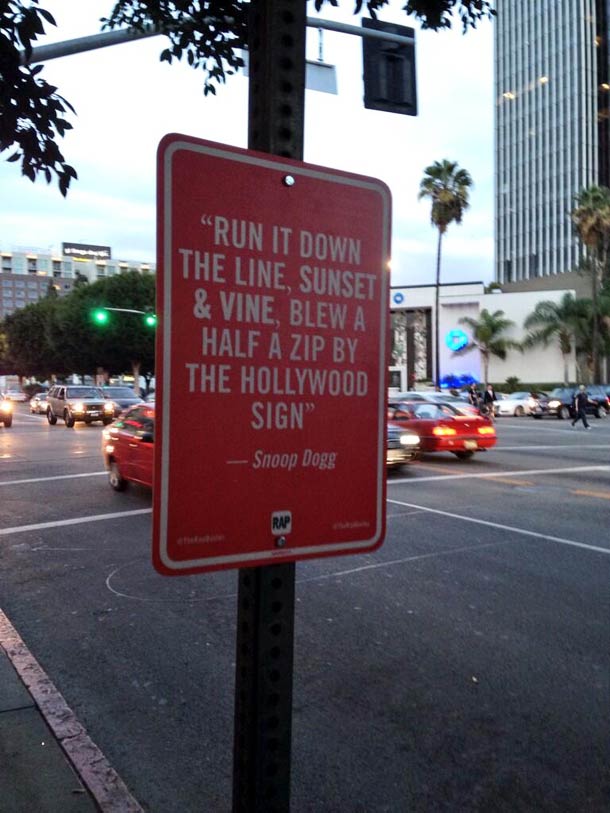 “RUN IT DOWN
THE LINE, SUNSET
& VINE, BLEW A
HALF A ZIP BY
THE HOLLYWOOD
SIGN”
— Snoop Dogg
RAP